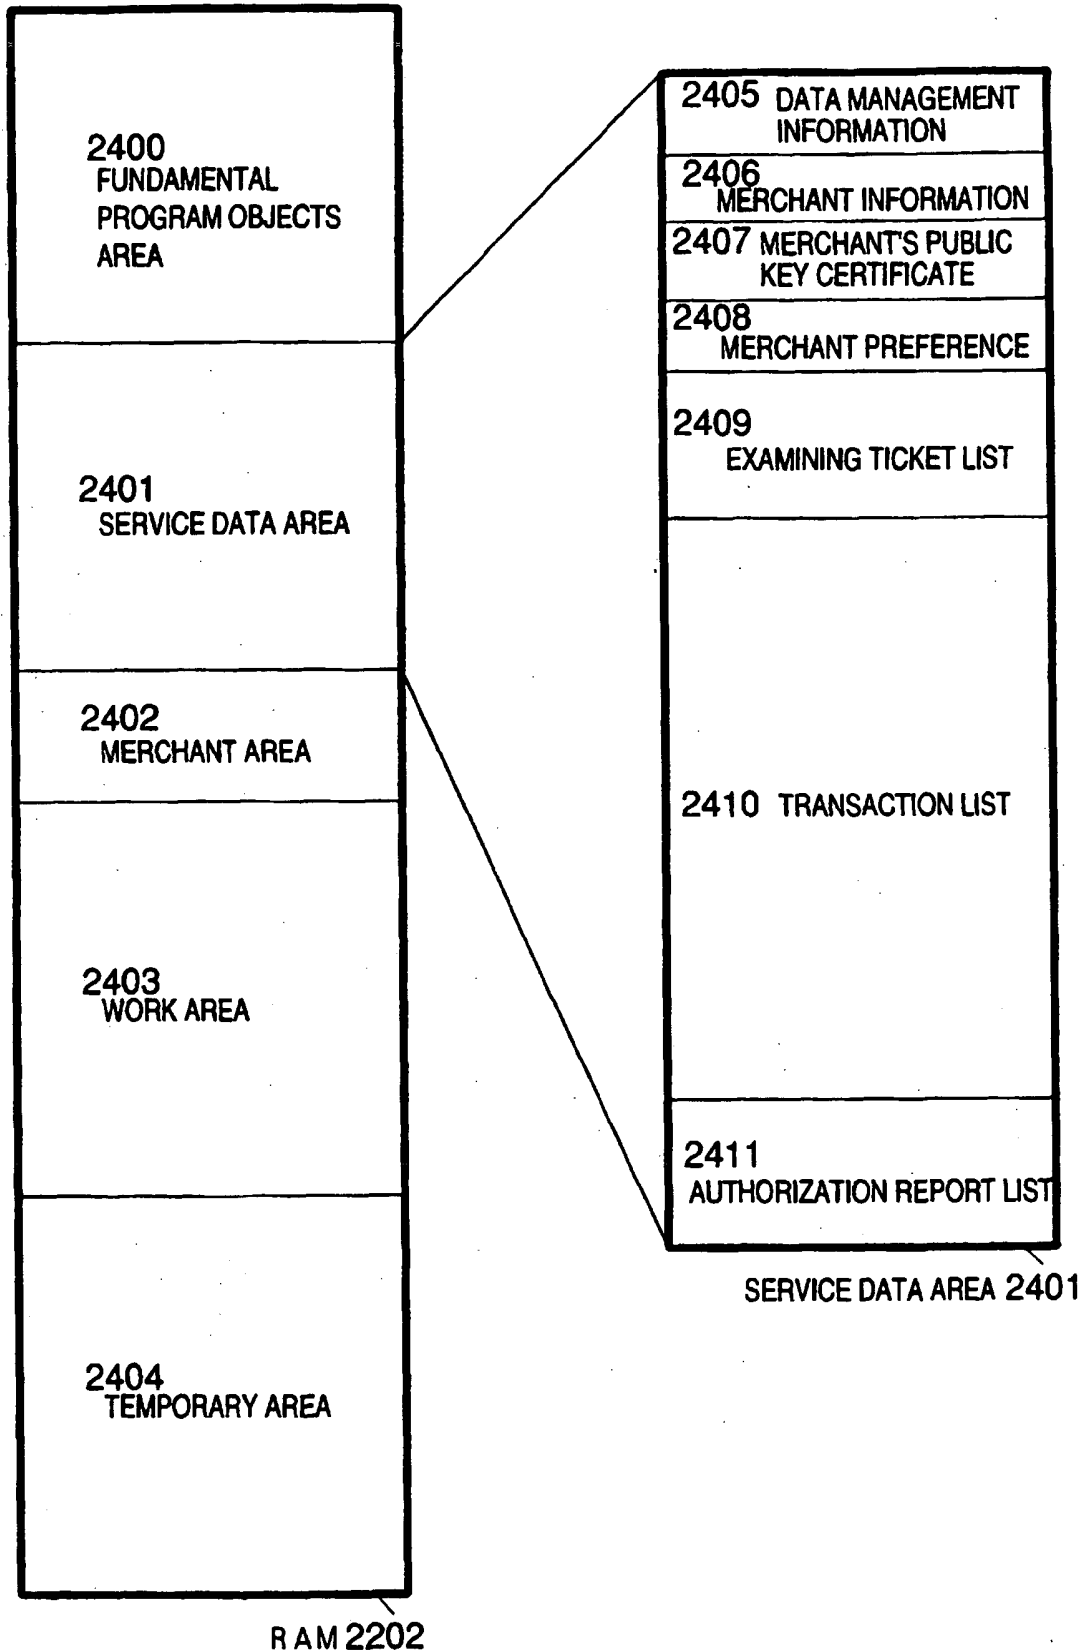 2400
FUNDAMENTAL
PROGRAM OBJECTS
AREA
2401
SERVICE DATA AREA
2402
MERCHANT AREA
2403
WORK AREA
2404
TEMPORARY AREA
RAM 2202
2405 DATA MANAGEMENT
INFORMATION
2406
MERCHANT INFORMATION
2407 MERCHANT'S PUBLIC
KEY CERTIFICATE
2408
MERCHANT PREFERENCE
2409
EXAMINING TICKET LIST
2410 TRANSACTION LIST
2411
AUTHORIZATION REPORT LIST
SERVICE DATA AREA 2401